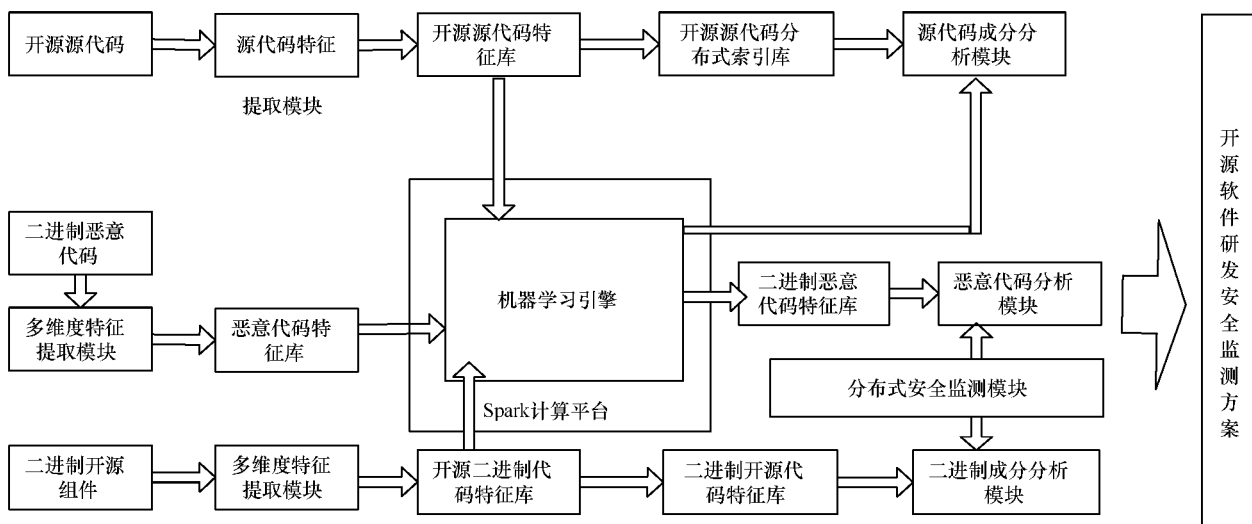 开源源代码
源代码特征
提取模块
开源源代码特
征库
开源源代码分
布式索引库
源代码成分分
析模块
二进制恶意
代码
多维度特征
提取模块
恶意代码特
征库
机器学习引擎
Spark计算平台
二进制恶意
代码特征库
恶意代码分析
模块
分布式安全监测模块
二进制开源
组件
多维度特征
提取模块
开源二进制代
码特征库
二进制开源代
码特征库
二进制成分分析
模块
开源软件研发安全监测方案